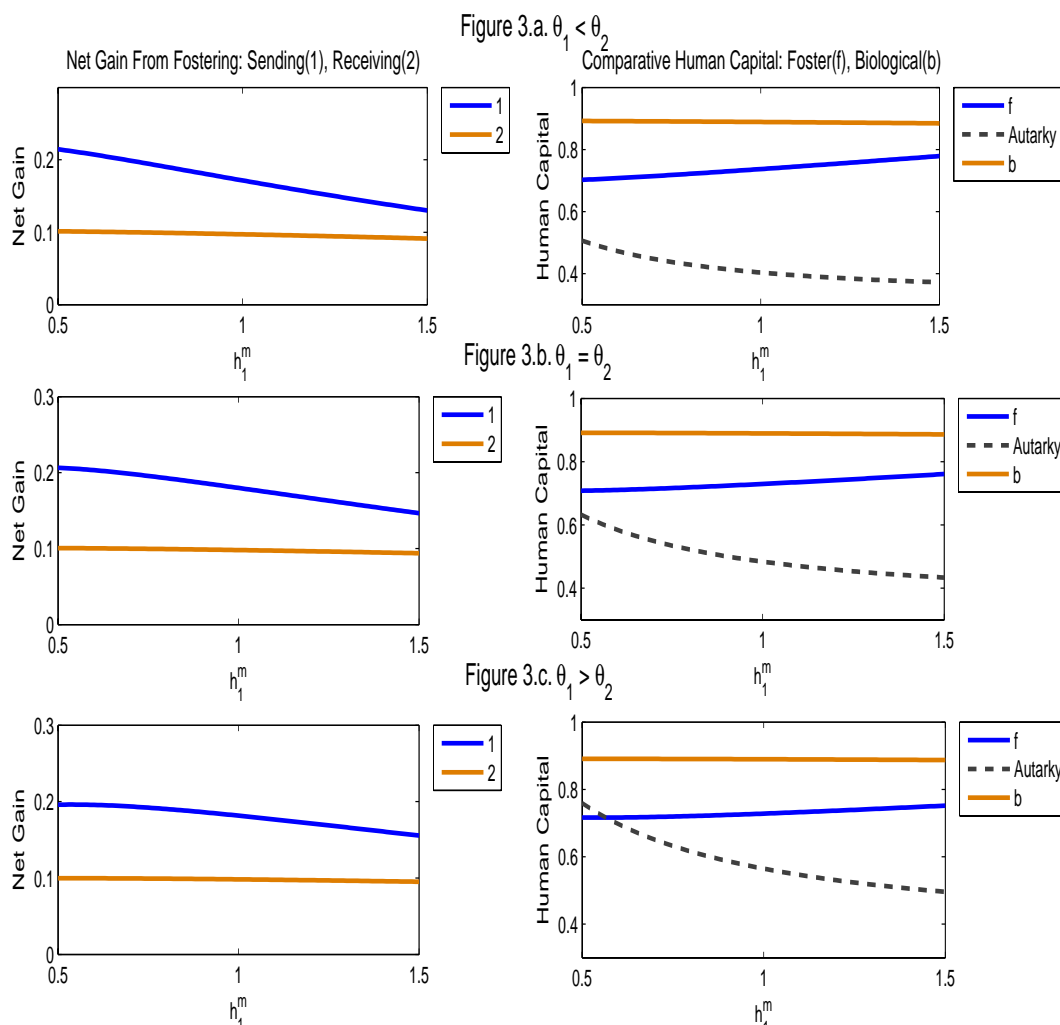 Figure 3.a. θ₁ < θ₂
Net Gain From Fostering: Sending(1), Receiving(2)
Net Gain
0.2
0.1
0
0.5
1
1.5
h₁ᵐ
1
2
Comparative Human Capital: Foster(f), Biological(b)
Human Capital
1
0.8
0.6
0.4
0.5
1
1.5
h₁ᵐ
f
Autarky
b
Figure 3.b. θ₁ = θ₂
Net Gain
0.3
0.2
0.1
0
0.5
1
1.5
h₁ᵐ
1
2
Human Capital
1
0.8
0.6
0.4
0.5
1
1.5
h₁ᵐ
f
Autarky
b
Figure 3.c. θ₁ > θ₂
Net Gain
0.3
0.2
0.1
0
0.5
1
1.5
h₁ᵐ
1
2
Human Capital
1
0.8
0.6
0.4
0.5
1
1.5
h₁ᵐ
f
Autarky
b